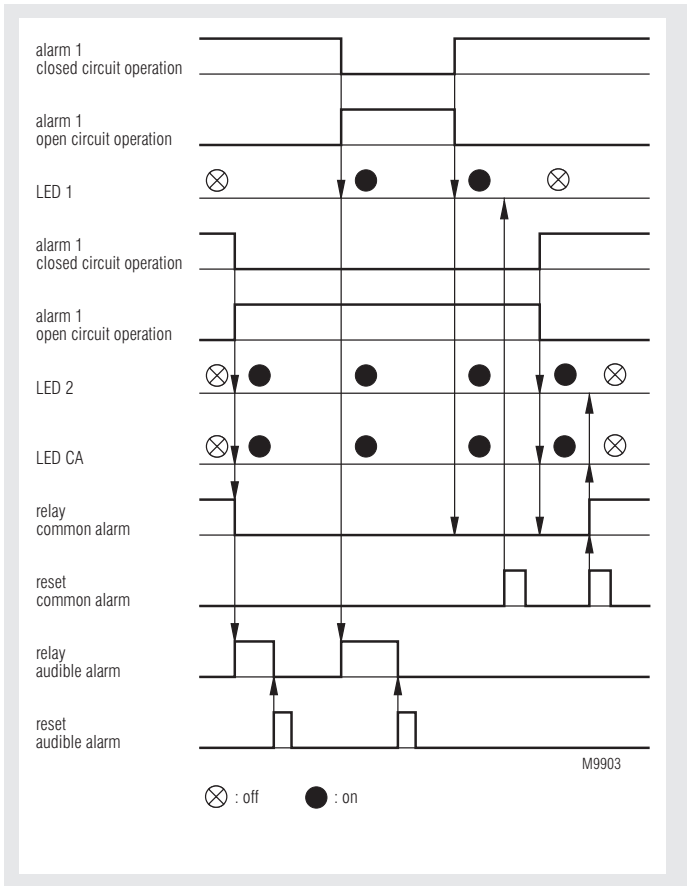 alarm 1
closed circuit operation
alarm 1
open circuit operation
LED 1
alarm 1
closed circuit operation
alarm 1
open circuit operation
LED 2
LED CA
relay
common alarm
reset
common alarm
relay
audible alarm
reset
audible alarm
M9903
: off
: on